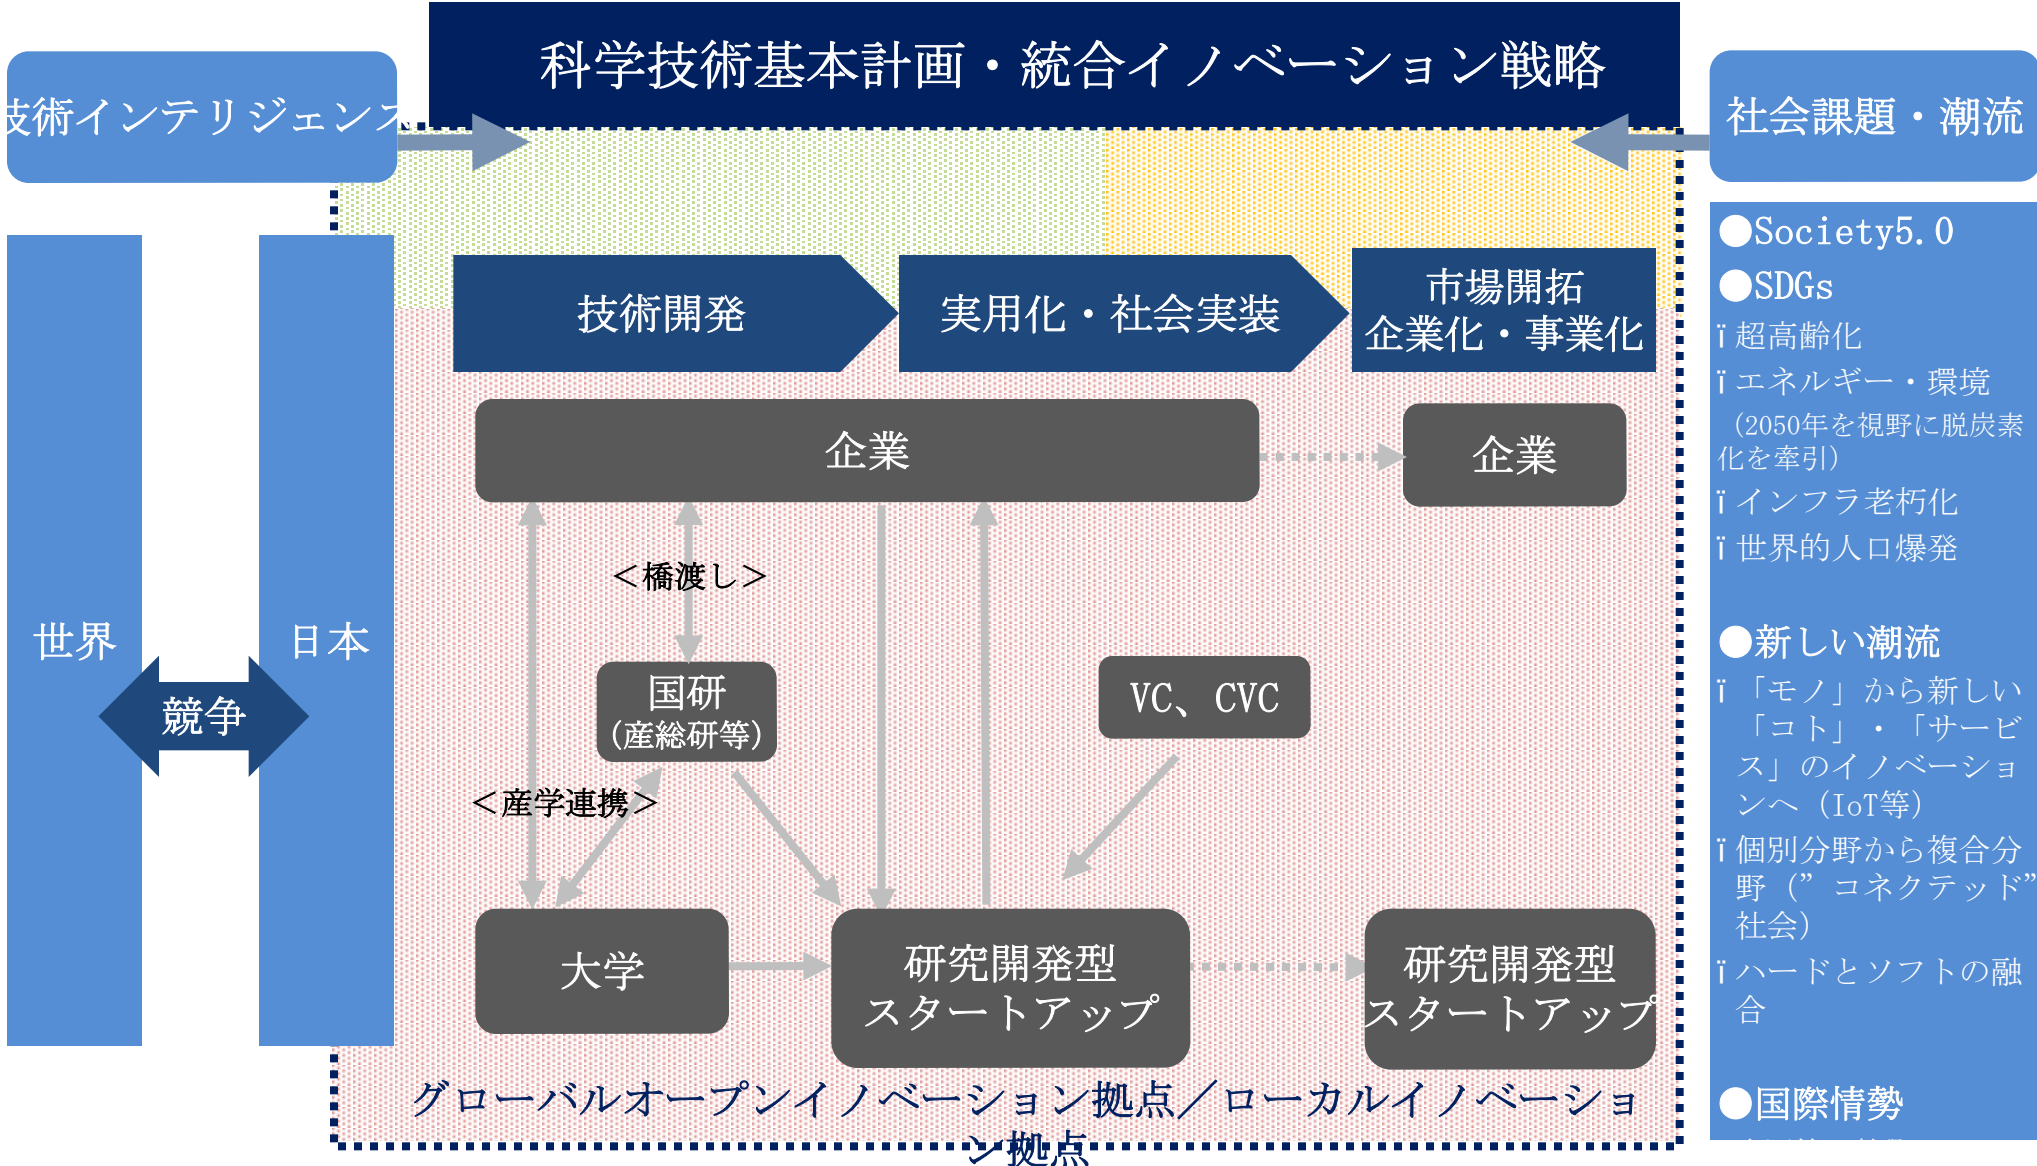 科学技術基本計画・統合イノベーション戦略
技術インテリジェンス
社会課題・潮流
世界
日本
競争
技術開発
実用化・社会実装
市場開拓
企業化・事業化
企業
企業
＜橋渡し＞
国研
（産総研等）
VC、CVC
＜産学連携＞
大学
研究開発型
スタートアップ
研究開発型
スタートアップ
グローバルオープンイノベーション拠点／ローカルイノベーショ
ン拠点
●Society5.0
●SDGs
ï超高齢化
ïエネルギー・環境
（2050年を視野に脱炭素
化を牽引）
ïインフラ老朽化
ï世界的人口爆発
●新しい潮流
ï「モノ」から新しい
「コト」・「サービ
ス」のイノベーショ
ンへ（IoT等）
ï個別分野から複合分
野（”コネクテッド”
社会）
ïハードとソフトの融
合
●国際情勢